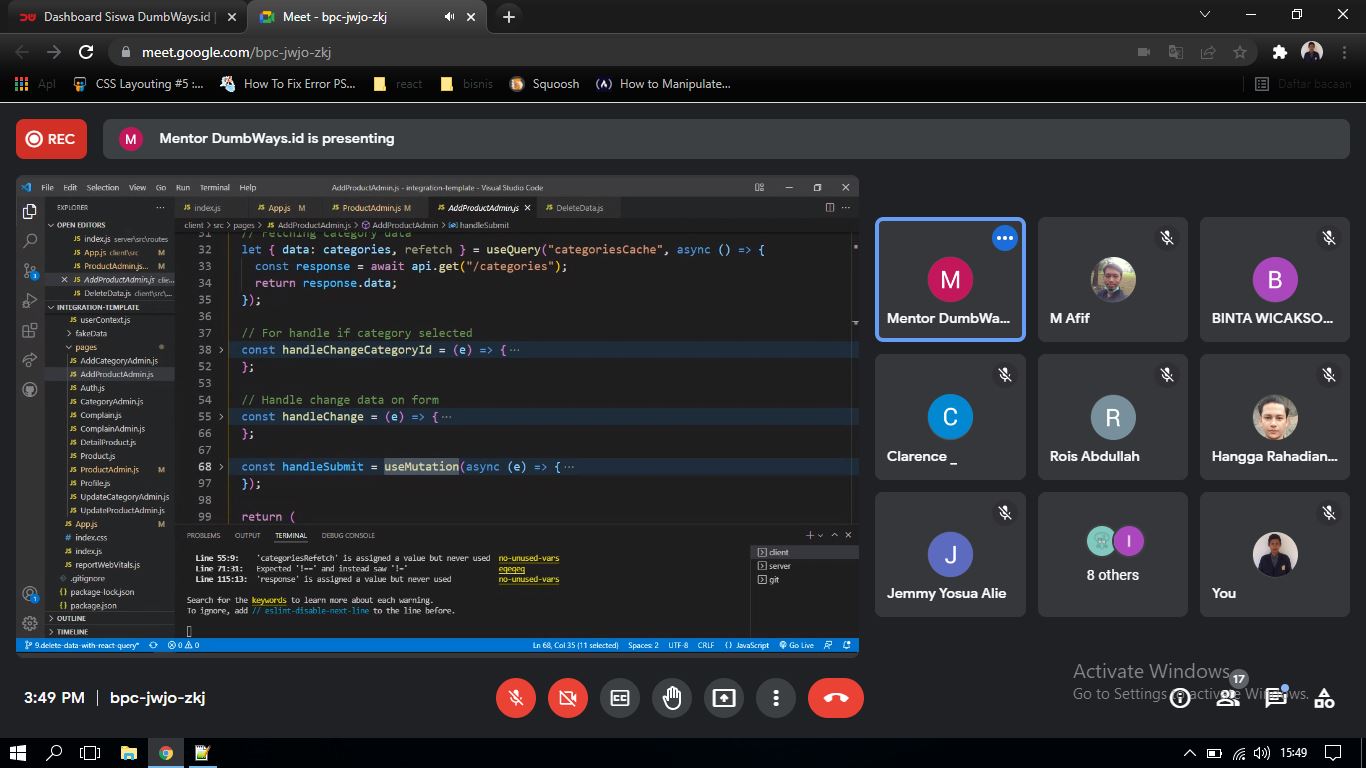 Dashboard Siswa DumbWays.id |
Meet - bpc-jwjo-zkj
meet.google.com/bpc-jwjo-zkj
Apl
CSS Layouting #5 :...
How To Fix Error PS...
react
bisnis
Squoosh
How to Manipulate...
Daftar bacaan
REC
M
Mentor DumbWays.id is presenting
File Edit Selection View Go Run Terminal Help
AddProductAdmin.js - integration-template - Visual Studio Code
EXPLORER
OPEN EDITORS
index.js server\src\routes
App.js client\src M
ProductAdmin.js... M
AddProductAdmin.js clie...
DeleteData.js client\src\...
INTEGRATION-TEMPLATE
userContext.js
fakeData
pages
AddCategoryAdmin.js
AddProductAdmin.js
Auth.js
CategoryAdmin.js
Complain.js
ComplainAdmin.js
DetailProduct.js
Product.js
ProductAdmin.js M
Profile.js
UpdateCategoryAdmin.js
UpdateProductAdmin.js
App.js M
index.css
index.js
reportWebVitals.js
.gitignore
package-lock.json
package.json
OUTLINE
TIMELINE
index.js
App.js M
ProductAdmin.js M
AddProductAdmin.js
DeleteData.js
client > src > pages > JS AddProductAdmin.js > AddProductAdmin > handleSubmit
31 // Fetching category data
32 let { data: categories, refetch } = useQuery("categoriesCache", async () => {
33 const response = await api.get("/categories");
34 return response.data;
35 });
36
37 // For handle if category selected
38 const handleChangeCategoryId = (e) => { ...
52 };
53
54 // Handle change data on form
55 const handleChange = (e) => { ...
66 };
67
68 const handleSubmit = useMutation(async (e) => { ...
97 });
98
99 return (
PROBLEMS OUTPUT TERMINAL DEBUG CONSOLE
Line 55:9: 'categoriesRefetch' is assigned a value but never used no-unused-vars
Line 71:31: Expected '!==' and instead saw '!=' eqeqeq
Line 115:13: 'response' is assigned a value but never used no-unused-vars
Search for the keywords to learn more about each warning.
To ignore, add // eslint-disable-next-line to the line before.
client
server
git
9.delete-data-with-react-query* 0 0
Ln 68, Col 35 (11 selected) Spaces: 2 UTF-8 CRLF {} JavaScript Go Live
M
Mentor DumbWa...
M Afif
B
BINTA WICAKSO...
C
Clarence _
R
Rois Abdullah
Hangga Rahadian...
J
Jemmy Yosua Alie
I
8 others
You
Activate Windows
Go to Settings to activate Windows.
17
3:49 PM | bpc-jwjo-zkj
15:49